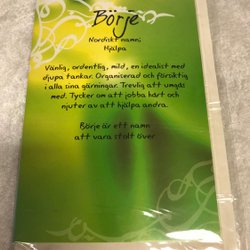 Börje
Nordiskt namn;
Hjälpa
Vänlig, ordentlig, mild, en idealist med
djupa tankar. Organiserad och försiktig
i alla sina gärningar. Trevlig att umgås
med. Tycker om att jobba hårt och
njuter av att hjälpa andra.
Börje är ett namn
att vara stolt över